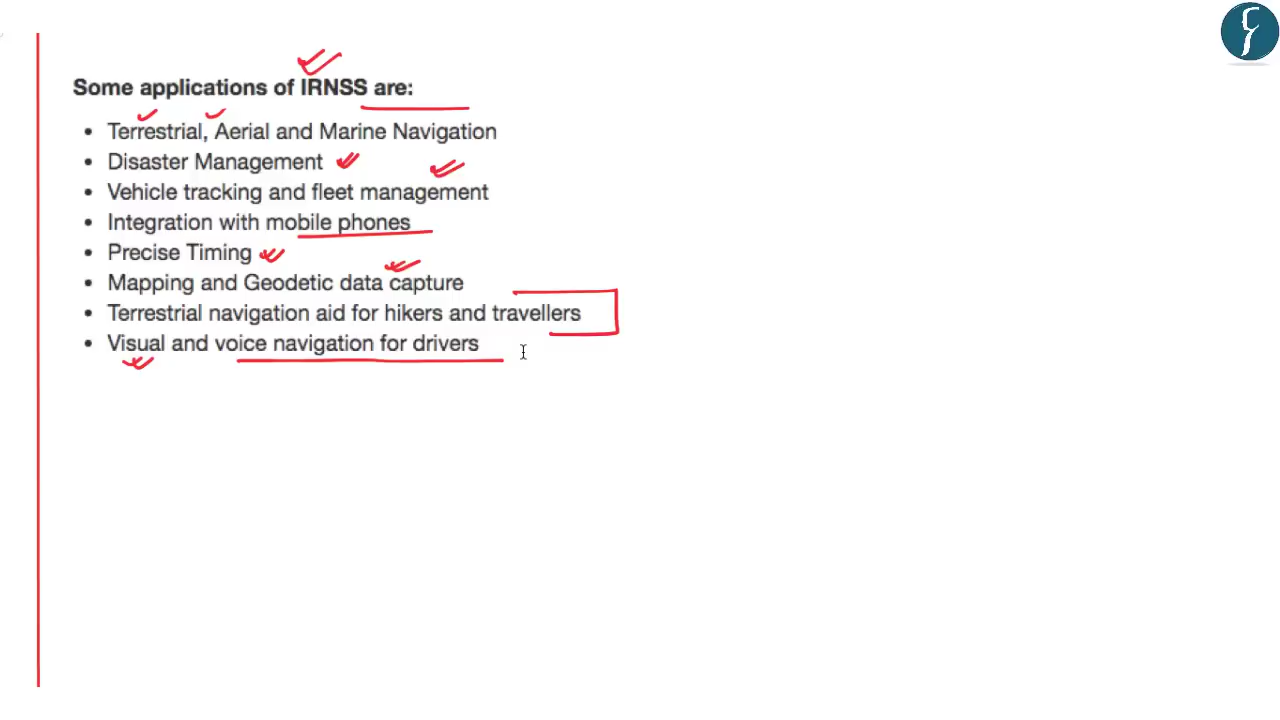 Some applications of IRNSS are:
• Terrestrial, Aerial and Marine Navigation
• Disaster Management
• Vehicle tracking and fleet management
• Integration with mobile phones
• Precise Timing
• Mapping and Geodetic data capture
• Terrestrial navigation aid for hikers and travellers
• Visual and voice navigation for drivers